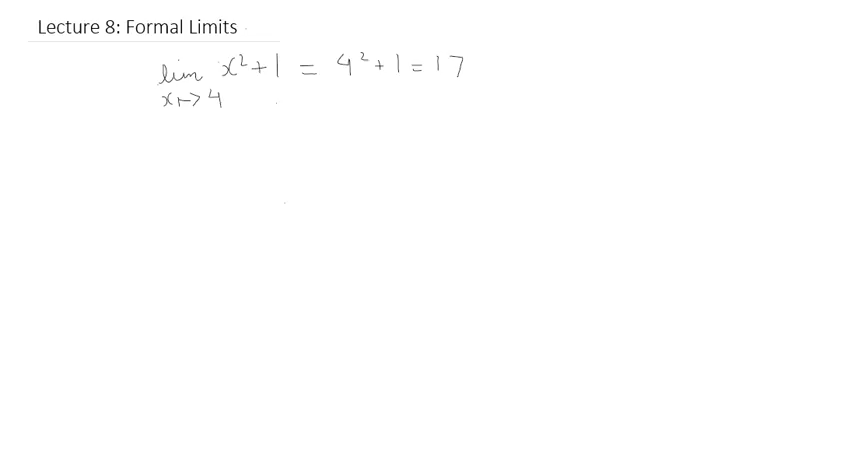 Lecture 8: Formal Limits
lim x² + 1 = 4² + 1 = 17
x → 4